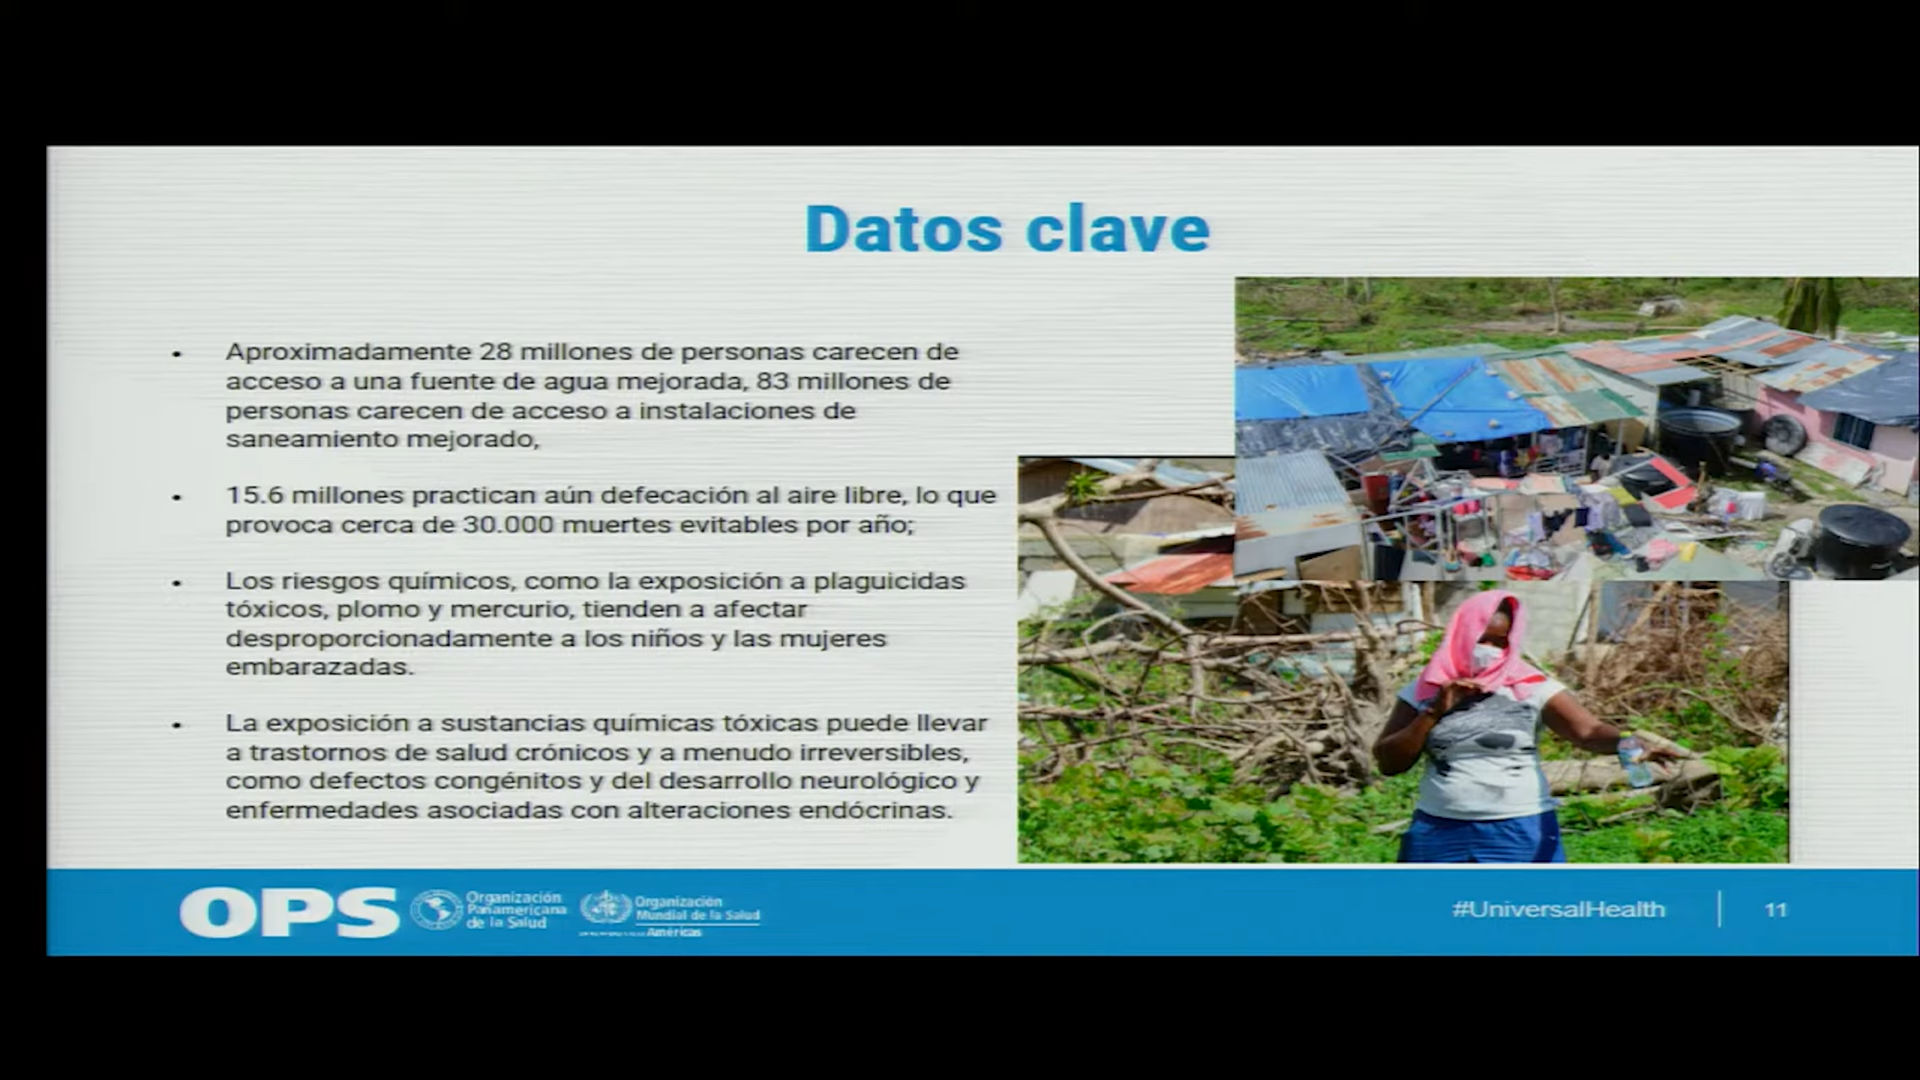 Datos clave
• Aproximadamente 28 millones de personas carecen de
acceso a una fuente de agua mejorada, 83 millones de
personas carecen de acceso a instalaciones de
saneamiento mejorado,
• 15.6 millones practican aún defecación al aire libre, lo que
provoca cerca de 30.000 muertes evitables por año;
• Los riesgos químicos, como la exposición a plaguicidas
tóxicos, plomo y mercurio, tienden a afectar
desproporcionadamente a los niños y las mujeres
embarazadas.
• La exposición a sustancias químicas tóxicas puede llevar
a trastornos de salud crónicos y a menudo irreversibles,
como defectos congénitos y del desarrollo neurológico y
enfermedades asociadas con alteraciones endócrinas.
OPS
Organización
Panamericana
de la Salud
Organización
Mundial de la Salud
Américas
#UniversalHealth
11